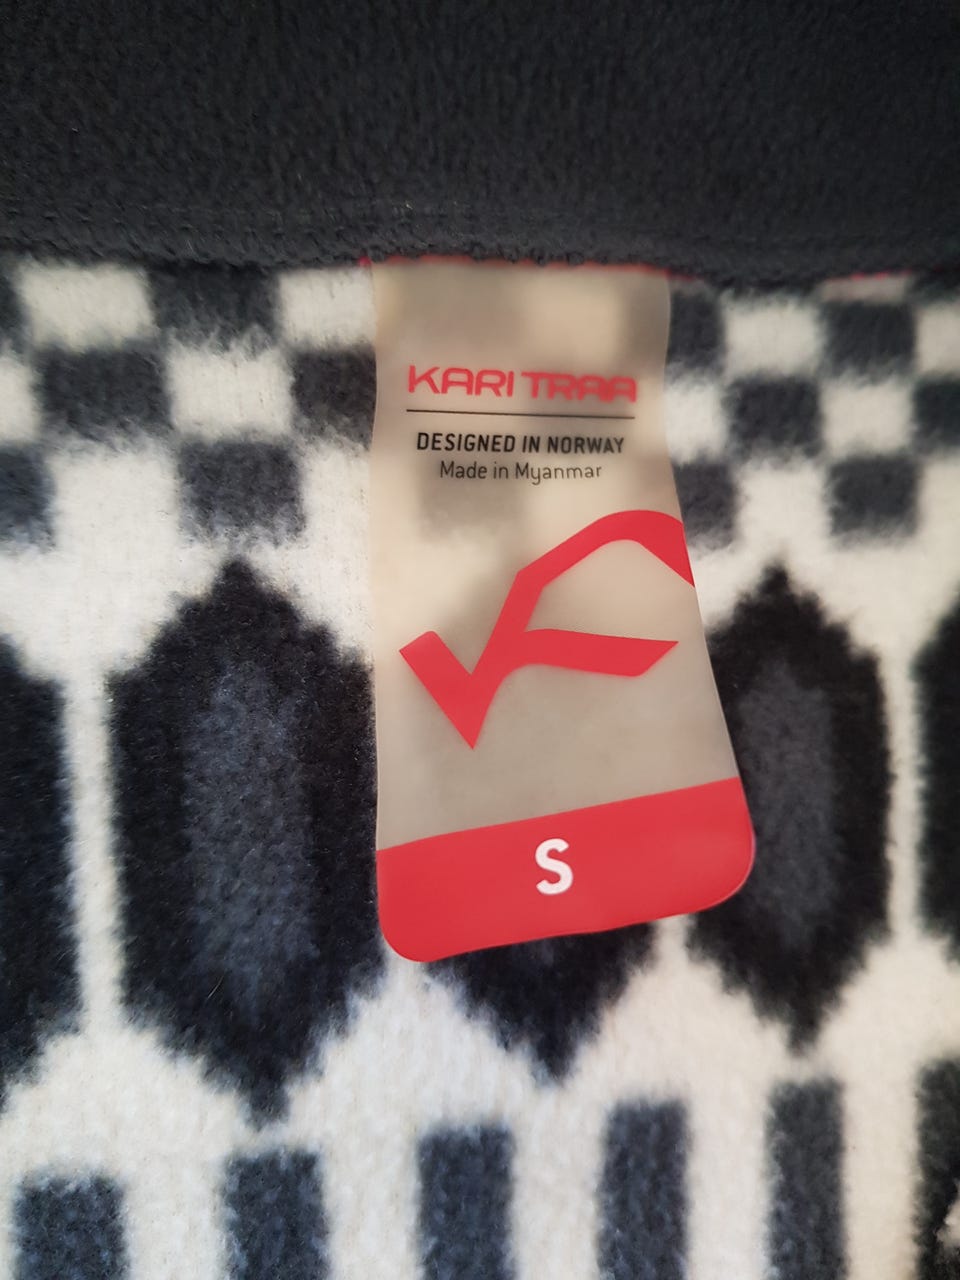 KARI TRAA
DESIGNED IN NORWAY
Made in Myanmar
S